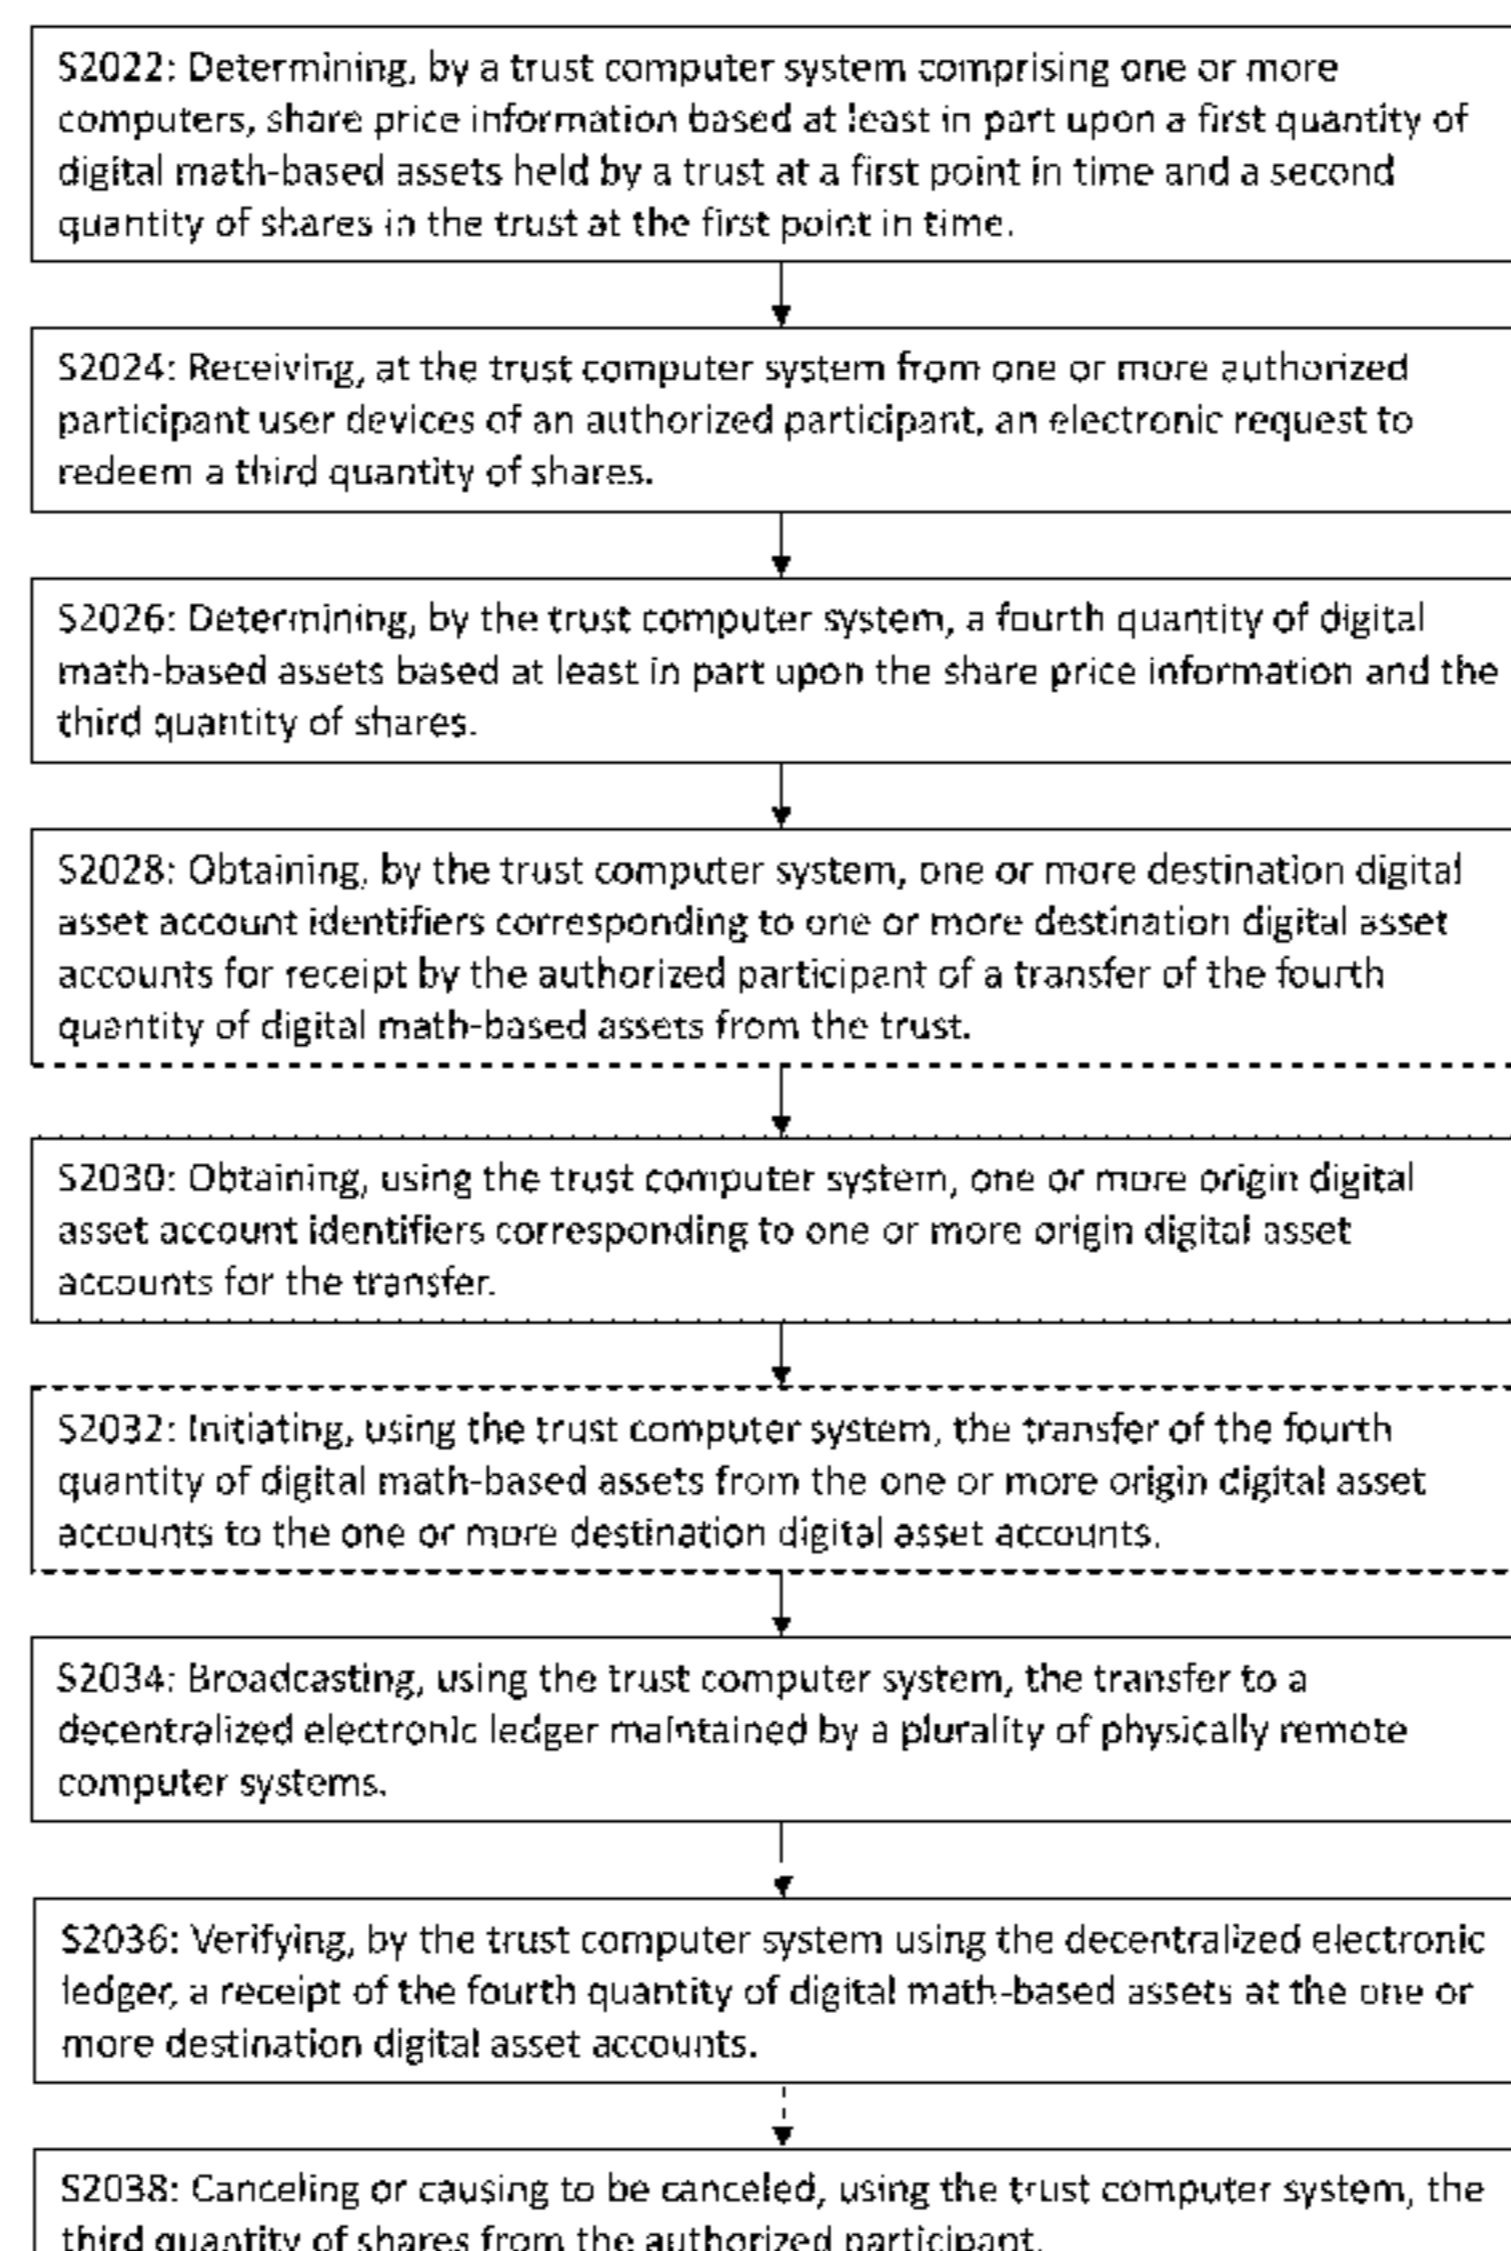 S2022: Determining, by a trust computer system comprising one or more
computers, share price information based at least in part upon a first quantity of
digital math-based assets held by a trust at a first point in time and a second
quantity of shares in the trust at the first point in time.
S2024: Receiving, at the trust computer system from one or more authorized
participant user devices of an authorized participant, an electronic request to
redeem a third quantity of shares.
S2026: Determining, by the trust computer system, a fourth quantity of digital
math-based assets based at least in part upon the share price information and the
third quantity of shares.
S2028: Obtaining, by the trust computer system, one or more destination digital
asset account identifiers corresponding to one or more destination digital asset
accounts for receipt by the authorized participant of a transfer of the fourth
quantity of digital math-based assets from the trust.
S2030: Obtaining, using the trust computer system, one or more origin digital
asset account identifiers corresponding to one or more origin digital asset
accounts for the transfer.
S2032: Initiating, using the trust computer system, the transfer of the fourth
quantity of digital math-based assets from the one or more origin digital asset
accounts to the one or more destination digital asset accounts.
S2034: Broadcasting, using the trust computer system, the transfer to a
decentralized electronic ledger maintained by a plurality of physically remote
computer systems.
S2036: Verifying, by the trust computer system using the decentralized electronic
ledger, a receipt of the fourth quantity of digital math-based assets at the one or
more destination digital asset accounts.
S2038: Canceling or causing to be canceled, using the trust computer system, the
third quantity of shares from the authorized participant.